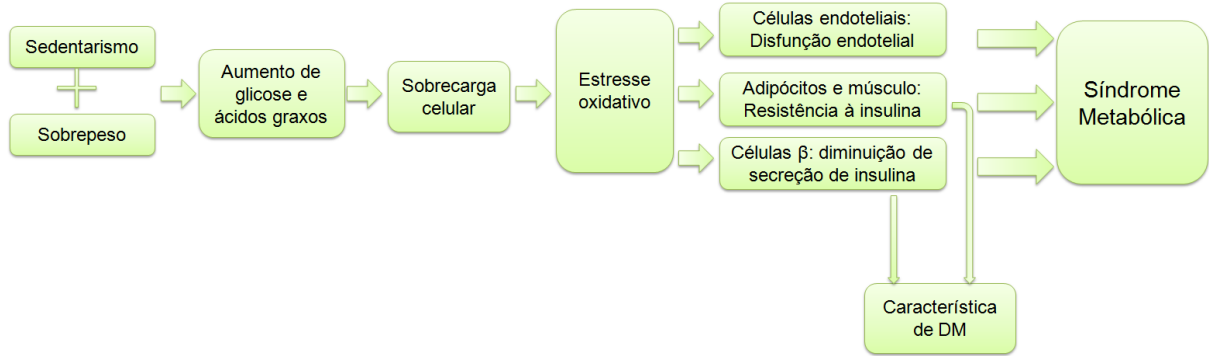 Sedentarismo
Sobrepeso
Aumento de
glicose e
ácidos graxos
Sobrecarga
celular
Estresse
oxidativo
Células endoteliais:
Disfunção endotelial
Adipócitos e músculo:
Resistência à insulina
Células β: diminuição de
secreção de insulina
Síndrome
Metabólica
Característica
de DM